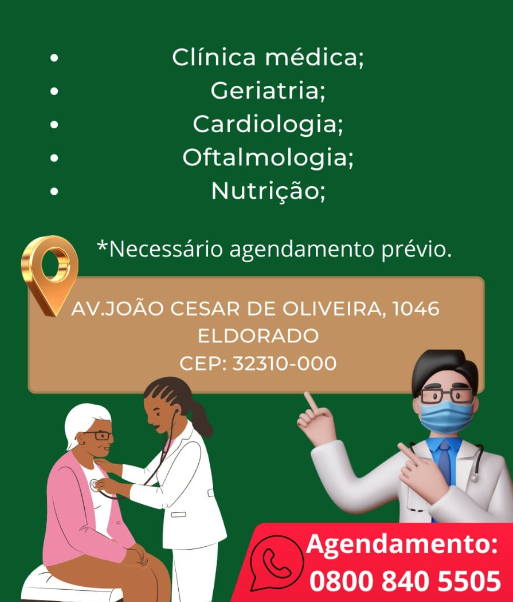 • Clínica médica;
• Geriatria;
• Cardiologia;
• Oftalmologia;
• Nutrição;
*Necessário agendamento prévio.
AV.JOÃO CESAR DE OLIVEIRA, 1046
ELDORADO
CEP: 32310-000
Agendamento:
0800 840 5505